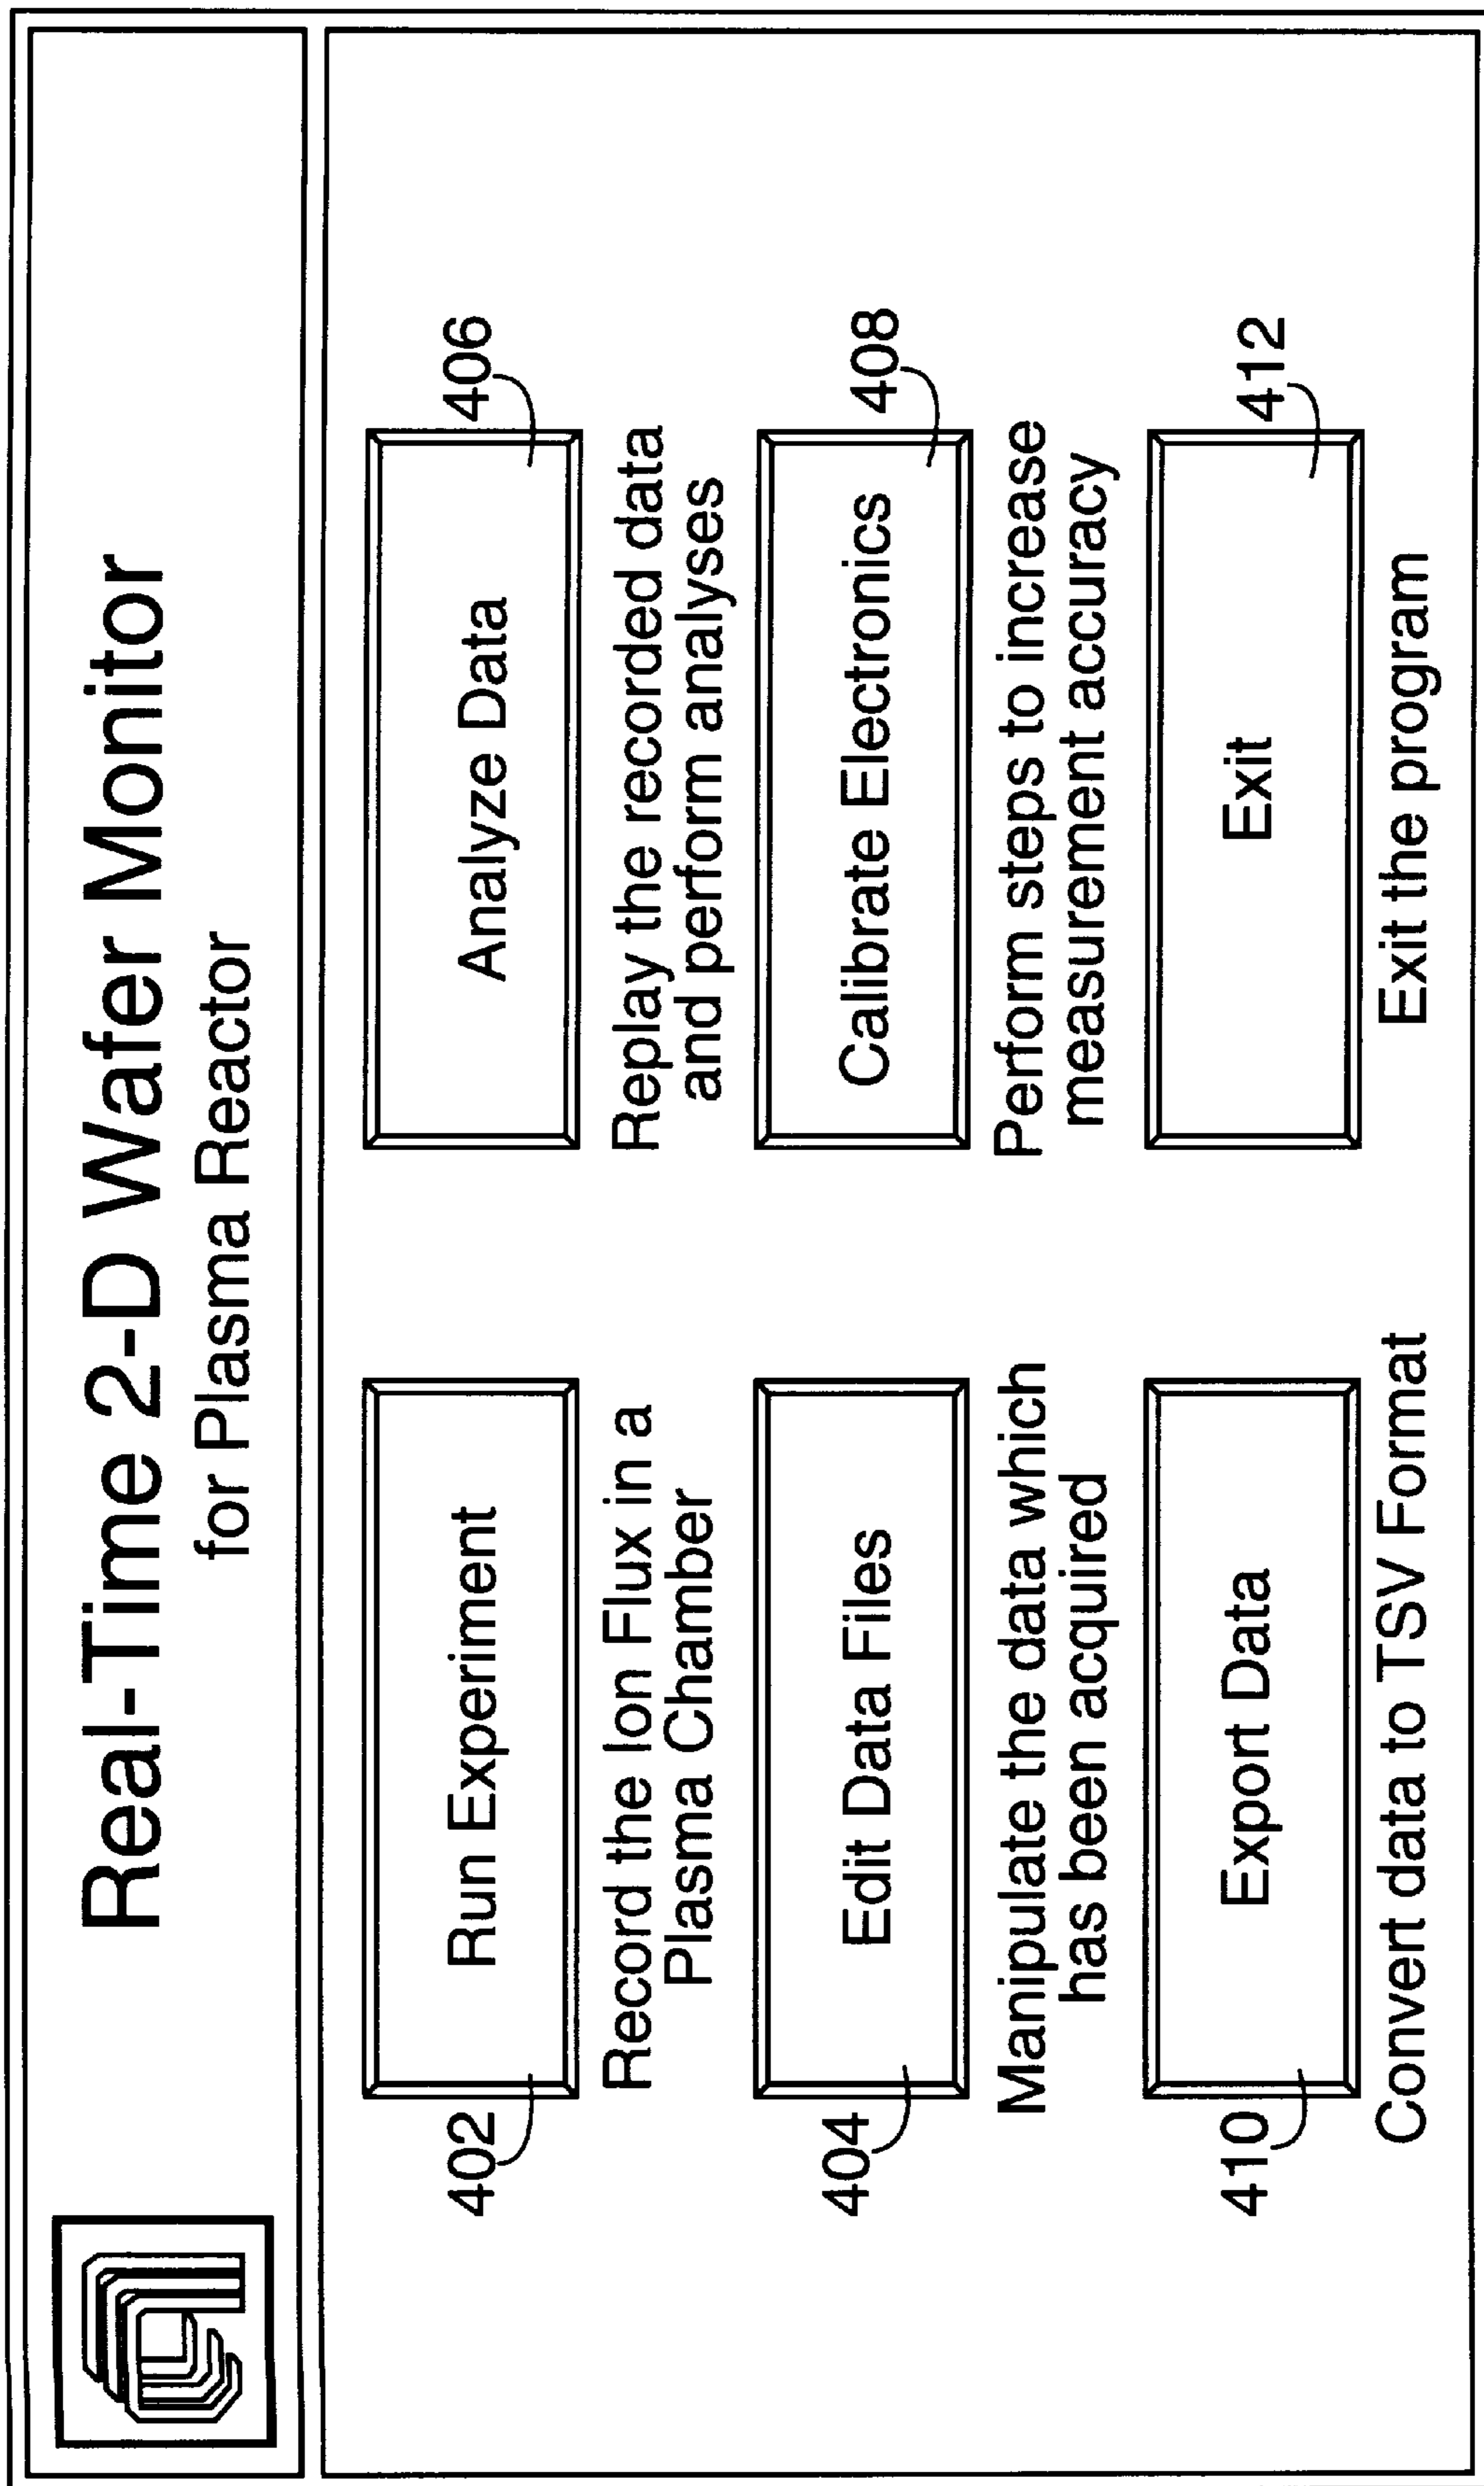 Real-Time 2-D Wafer Monitor
for Plasma Reactor
Run Experiment
402
Record the Ion Flux in a
Plasma Chamber
Analyze Data
406
Replay the recorded data
and perform analyses
Edit Data Files
404
Manipulate the data which
has been acquired
Calibrate Electronics
408
Perform steps to increase
measurement accuracy
Export Data
410
Convert data to TSV Format
Exit
412
Exit the program